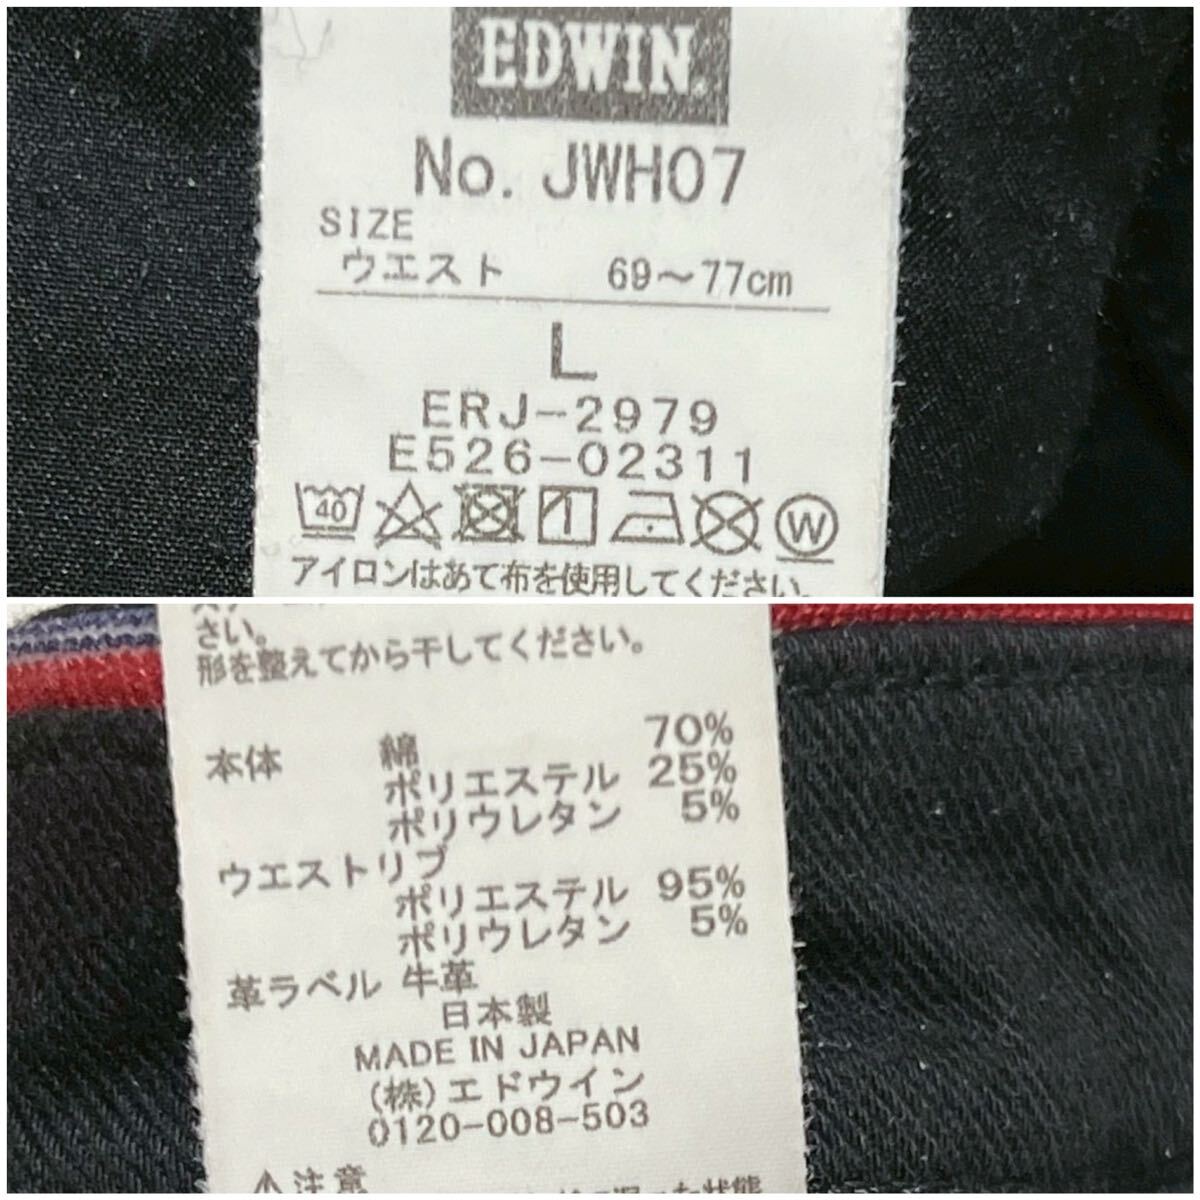 EDWIN
No. JWH07
SIZE
ウエスト 69～77cm
L
ERJ-2979
E526-02311
40 W
アイロンはあて布を使用してください。
さい。
形を整えてから干してください。
本体 綿 70%
ポリエステル 25%
ポリウレタン 5%
ウエストリブ
ポリエステル 95%
ポリウレタン 5%
革ラベル 牛革
日本製
MADE IN JAPAN
(株)エドウイン
0120-008-503
⚠注意